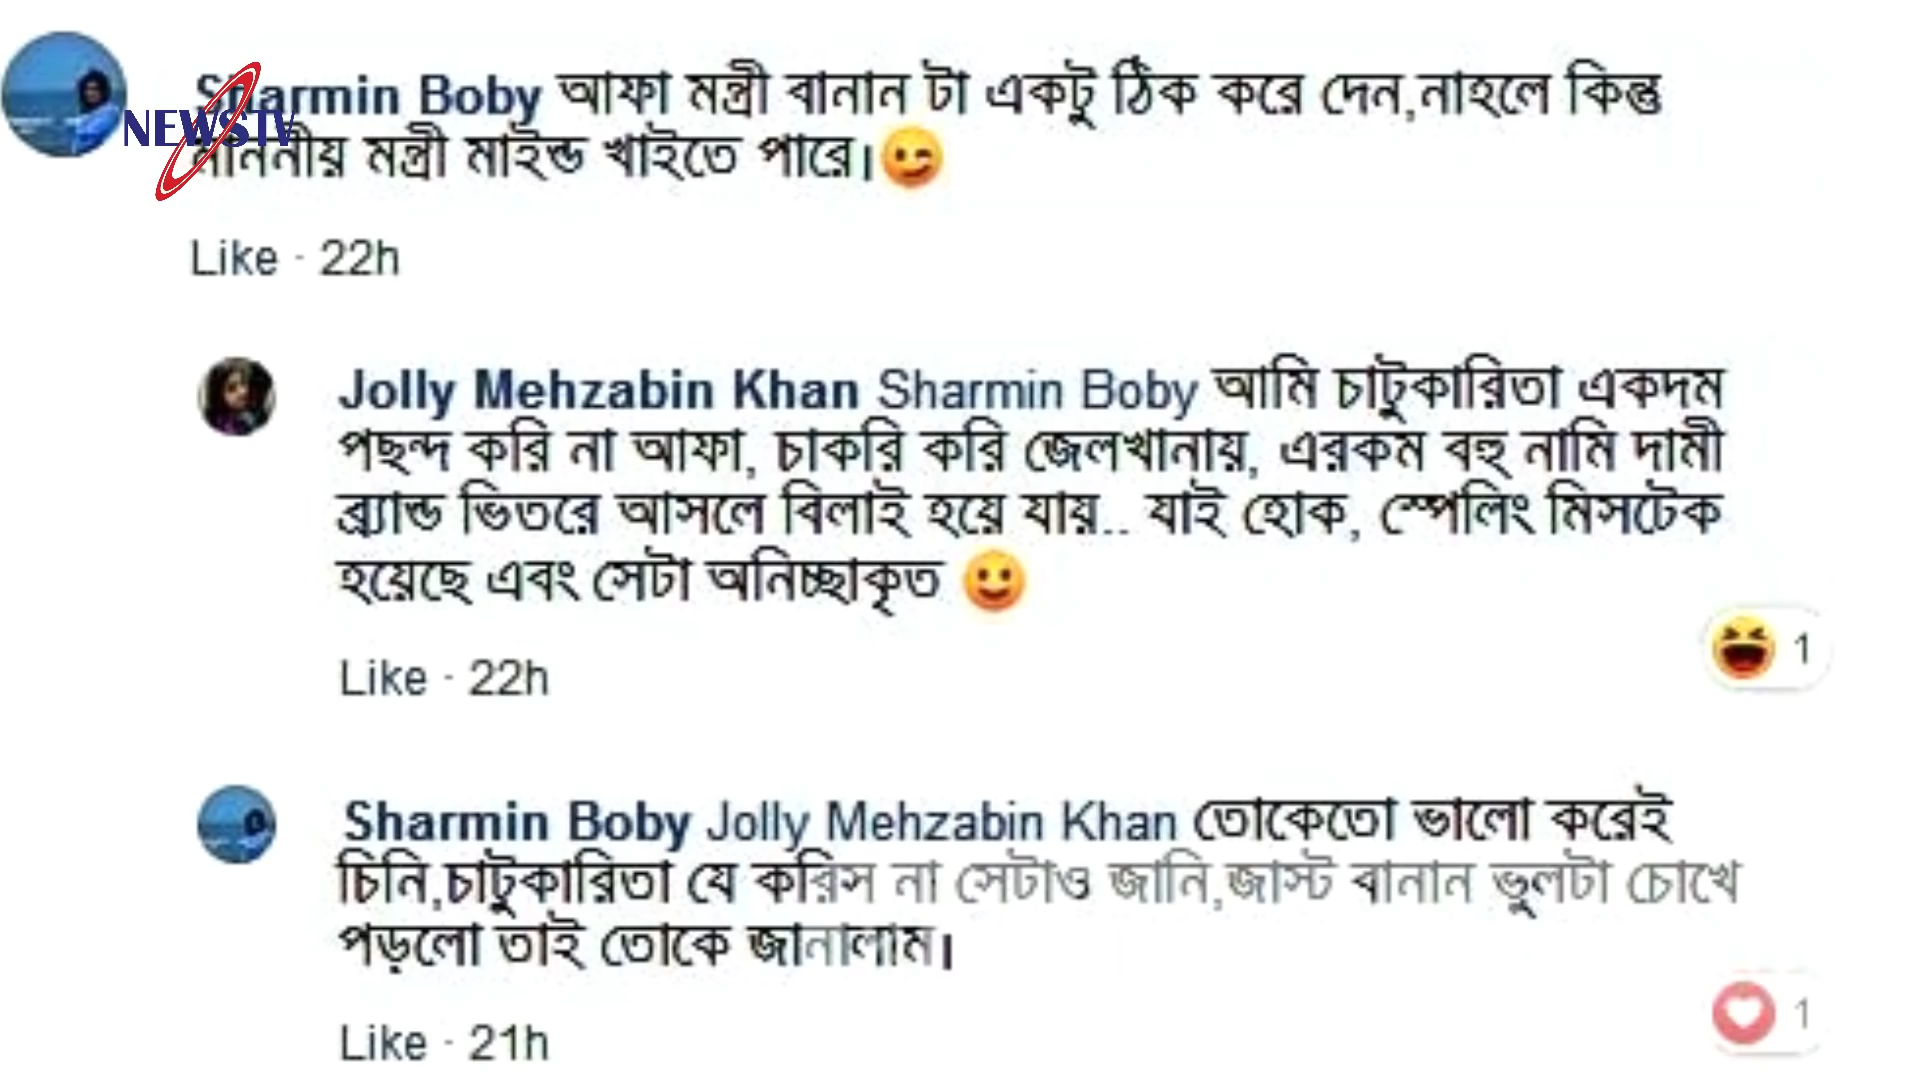 Sharmin Boby আফা মন্ত্রী বানান টা একটু ঠিক করে দেন,নাহলে কিন্তু
NEWSTV
মাননীয় মন্ত্রী মাইন্ড খাইতে পারে।😉
Like · 22h
Jolly Mehzabin Khan Sharmin Boby আমি চাটুকারিতা একদম
পছন্দ করি না আফা, চাকরি করি জেলখানায়, এরকম বহু নামি দামী
ব্র্যান্ড ভিতরে আসলে বিলাই হয়ে যায়.. যাই হোক, স্পেলিং মিসটেক
হয়েছে এবং সেটা অনিচ্ছাকৃত 🙂
1
Like · 22h
Sharmin Boby Jolly Mehzabin Khan তোকেতো ভালো করেই
চিনি,চাটুকারিতা যে করিস না সেটাও জানি,জাস্ট বানান ভুলটা চোখে
পড়লো তাই তোকে জানালাম।
1
Like · 21h